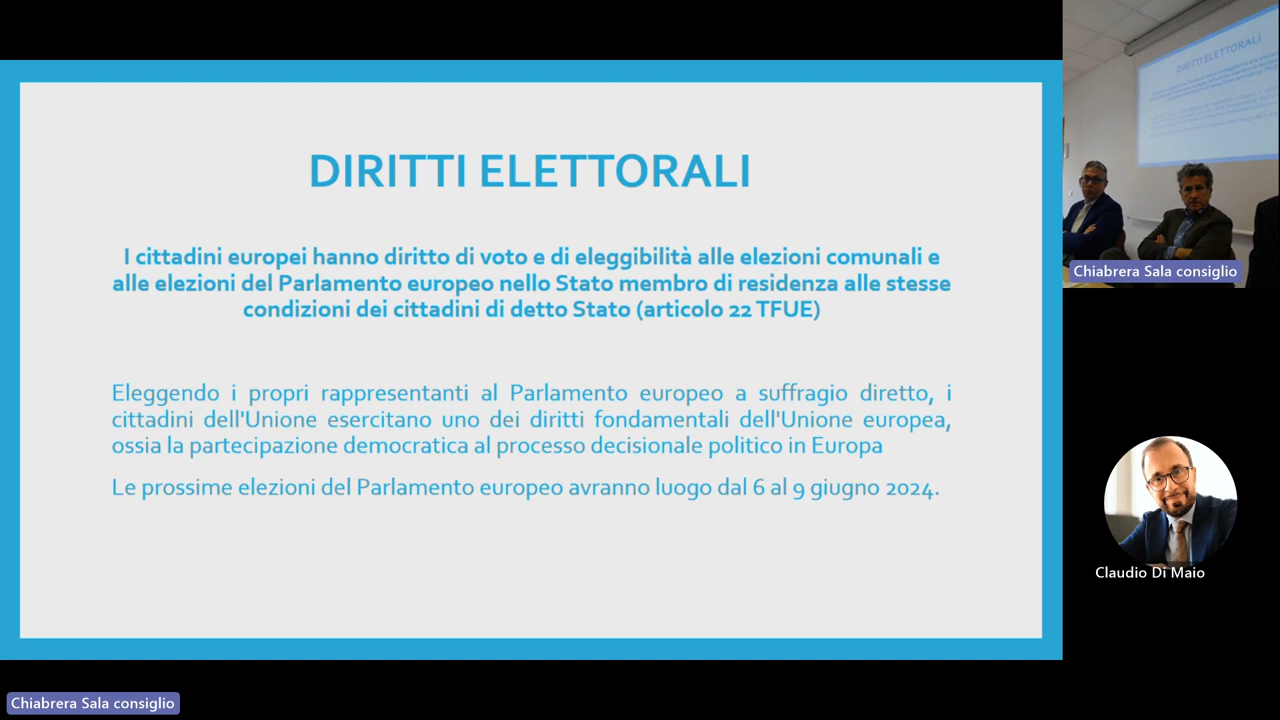 DIRITTI ELETTORALI
I cittadini europei hanno diritto di voto e di eleggibilità alle elezioni comunali e
alle elezioni del Parlamento europeo nello Stato membro di residenza alle stesse
condizioni dei cittadini di detto Stato (articolo 22 TFUE)
Eleggendo i propri rappresentanti al Parlamento europeo a suffragio diretto, i
cittadini dell'Unione esercitano uno dei diritti fondamentali dell'Unione europea,
ossia la partecipazione democratica al processo decisionale politico in Europa
Le prossime elezioni del Parlamento europeo avranno luogo dal 6 al 9 giugno 2024.
DIRITTI ELETTORALI
Chiabrera Sala consiglio
Claudio Di Maio
Chiabrera Sala consiglio